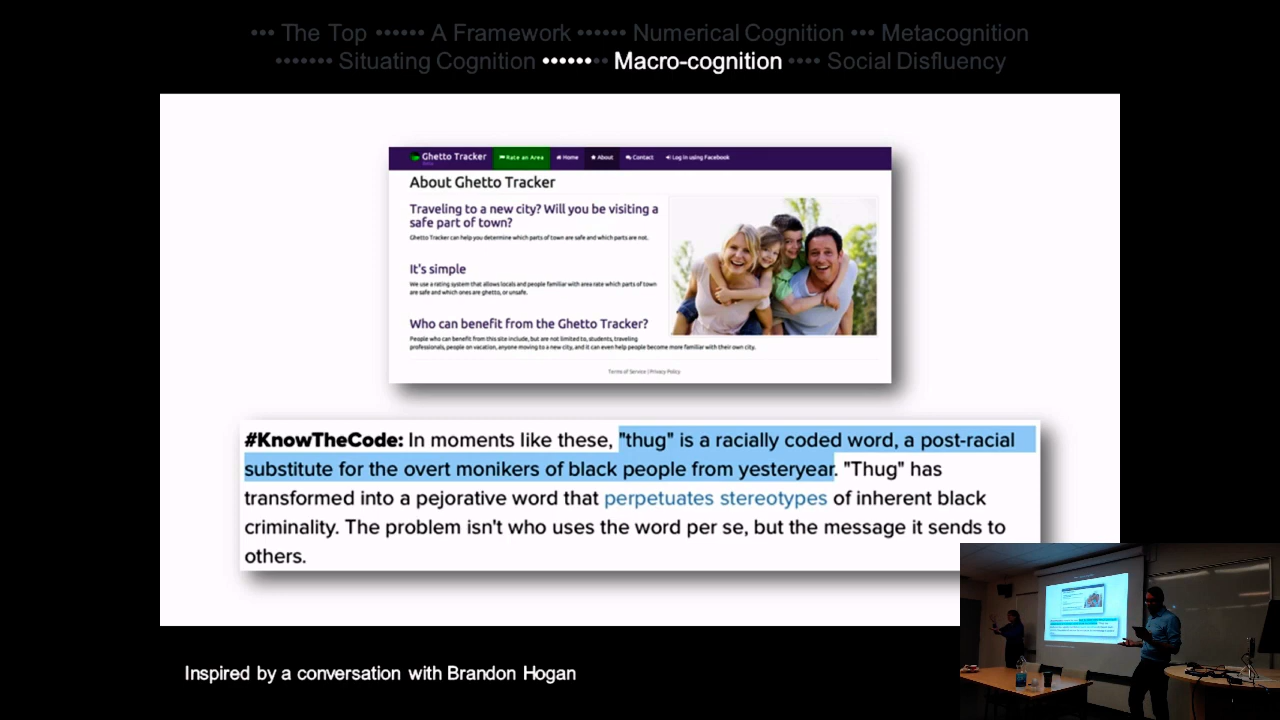 ••• The Top •••••• A Framework •••••• Numerical Cognition ••• Metacognition
••••••• Situating Cognition •••••••• Macro-cognition •••• Social Disfluency
Ghetto Tracker Rate an Area Home About Contact Log in using Facebook
About Ghetto Tracker
Traveling to a new city? Will you be visiting a
safe part of town?
Ghetto Tracker can help you determine which parts of town are safe and which parts are not.
It's simple
We use a rating system that allows locals and people familiar with area rate which parts of town
are safe and which ones are ghetto, or unsafe.
Who can benefit from the Ghetto Tracker?
People who can benefit from this site include, but are not limited to, students, traveling
professionals, people on vacation, anyone moving to a new city, and it can even help people become more familiar with their own city.
Terms of Service | Privacy Policy
#KnowTheCode: In moments like these, "thug" is a racially coded word, a post-racial
substitute for the overt monikers of black people from yesteryear. "Thug" has
transformed into a pejorative word that perpetuates stereotypes of inherent black
criminality. The problem isn't who uses the word per se, but the message it sends to
others.
Inspired by a conversation with Brandon Hogan